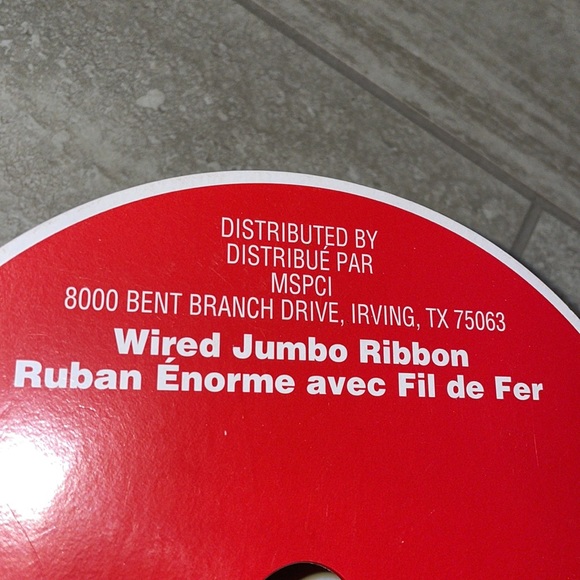 DISTRIBUTED BY
DISTRIBUÉ PAR
MSPCI
8000 BENT BRANCH DRIVE, IRVING, TX 75063
Wired Jumbo Ribbon
Ruban Énorme avec Fil de Fer